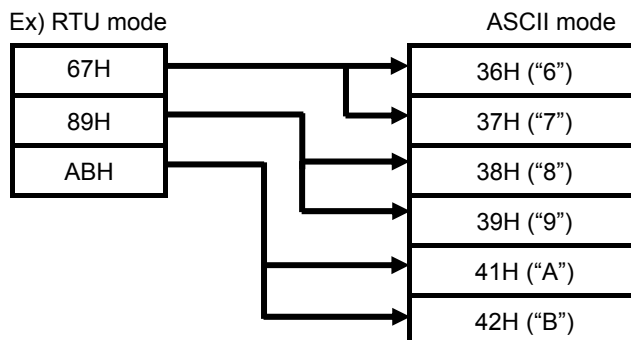 Ex) RTU mode
67H
89H
ABH
ASCII mode
36H (“6”)
37H (“7”)
38H (“8”)
39H (“9”)
41H (“A”)
42H (“B”)